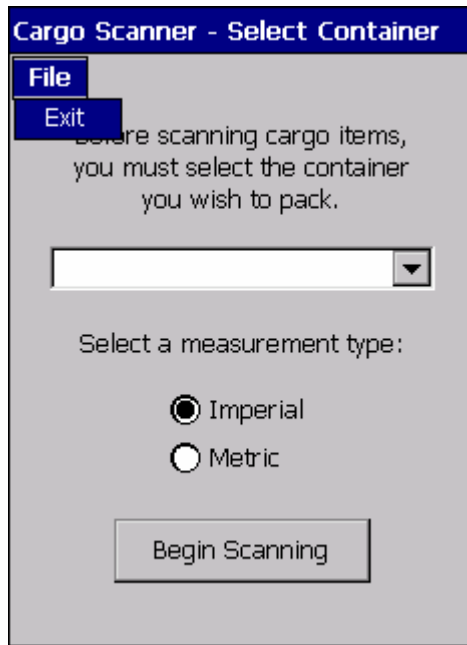 Cargo Scanner - Select Container
File
Exit
scanning cargo items,
you must select the container
you wish to pack.
Select a measurement type:
Imperial
Metric
Begin Scanning